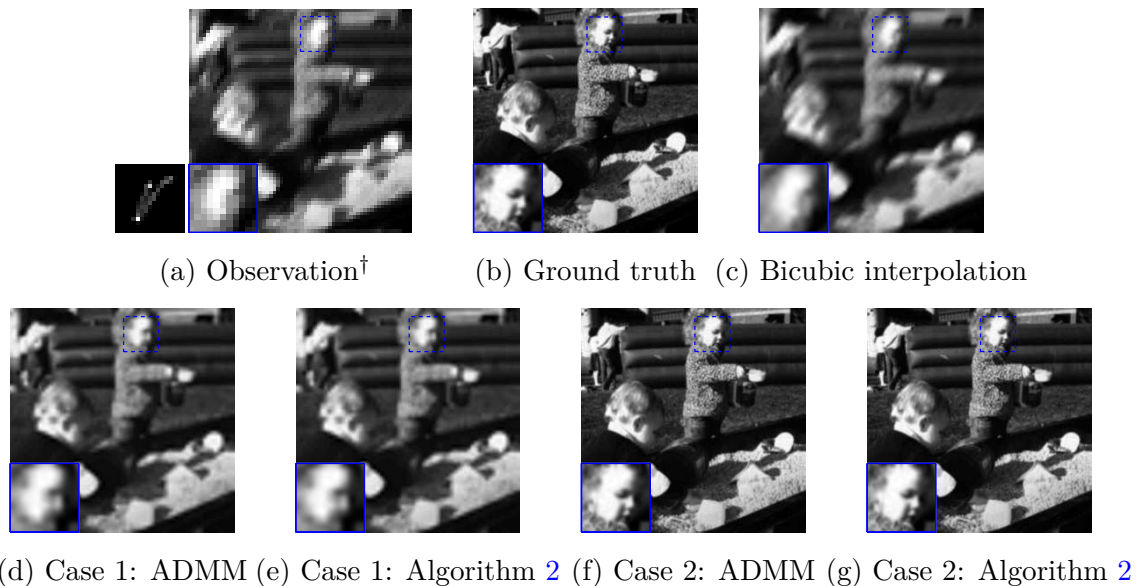 (a) Observation† (b) Ground truth (c) Bicubic interpolation
(d) Case 1: ADMM (e) Case 1: Algorithm 2 (f) Case 2: ADMM (g) Case 2: Algorithm 2